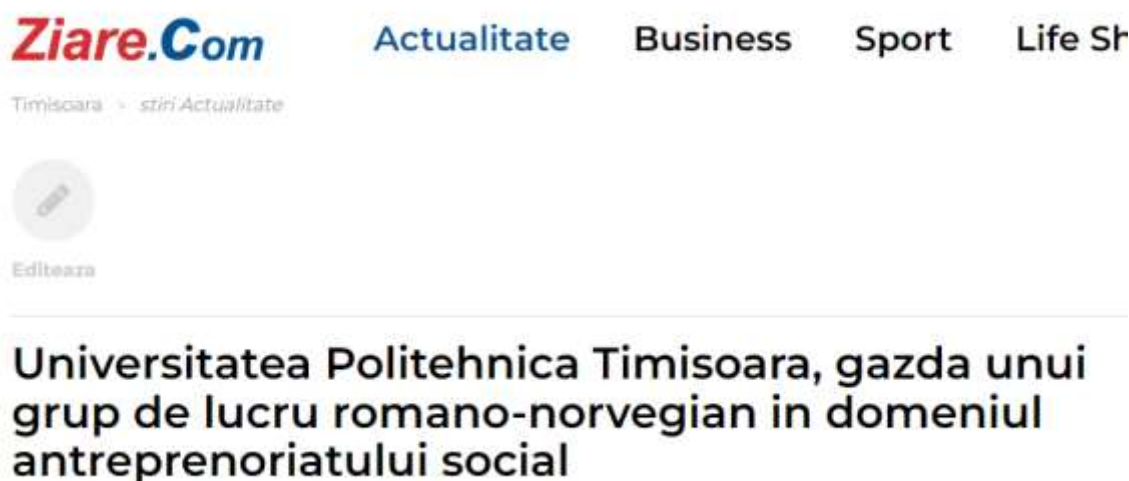 Ziare.Com Actualitate Business Sport Life Sh
Timisoara > stiri Actualitate
Editeaza
Universitatea Politehnica Timisoara, gazda unui
grup de lucru romano-norvegian in domeniul
antreprenoriatului social